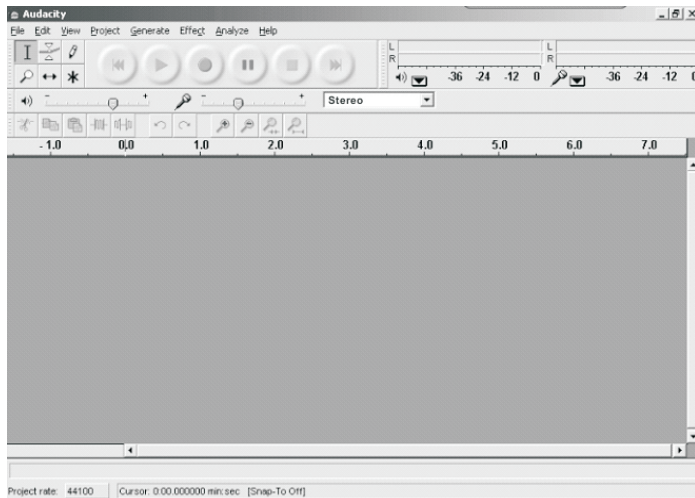 Audacity
File Edit View Project Generate Effect Analyze Help
L L
R R
-36 -24 -12 0 -36 -24 -12 0
- + - + Stereo
- 1.0 0,0 1.0 2.0 3.0 4.0 5.0 6.0 7.0
Project rate: 44100 Cursor: 0:00.000000 min:sec [Snap-To Off]